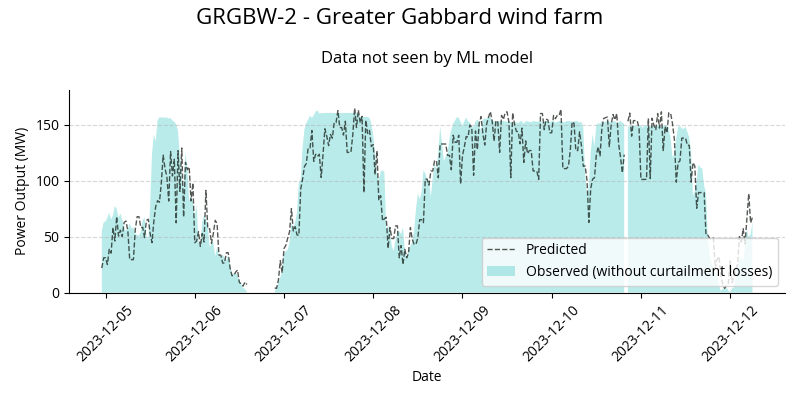 GRGBW-2 - Greater Gabbard wind farm
Data not seen by ML model
Power Output (MW)
150
100
50
0
Predicted
Observed (without curtailment losses)
2023-12-05
2023-12-06
2023-12-07
2023-12-08
2023-12-09
2023-12-10
2023-12-11
2023-12-12
Date